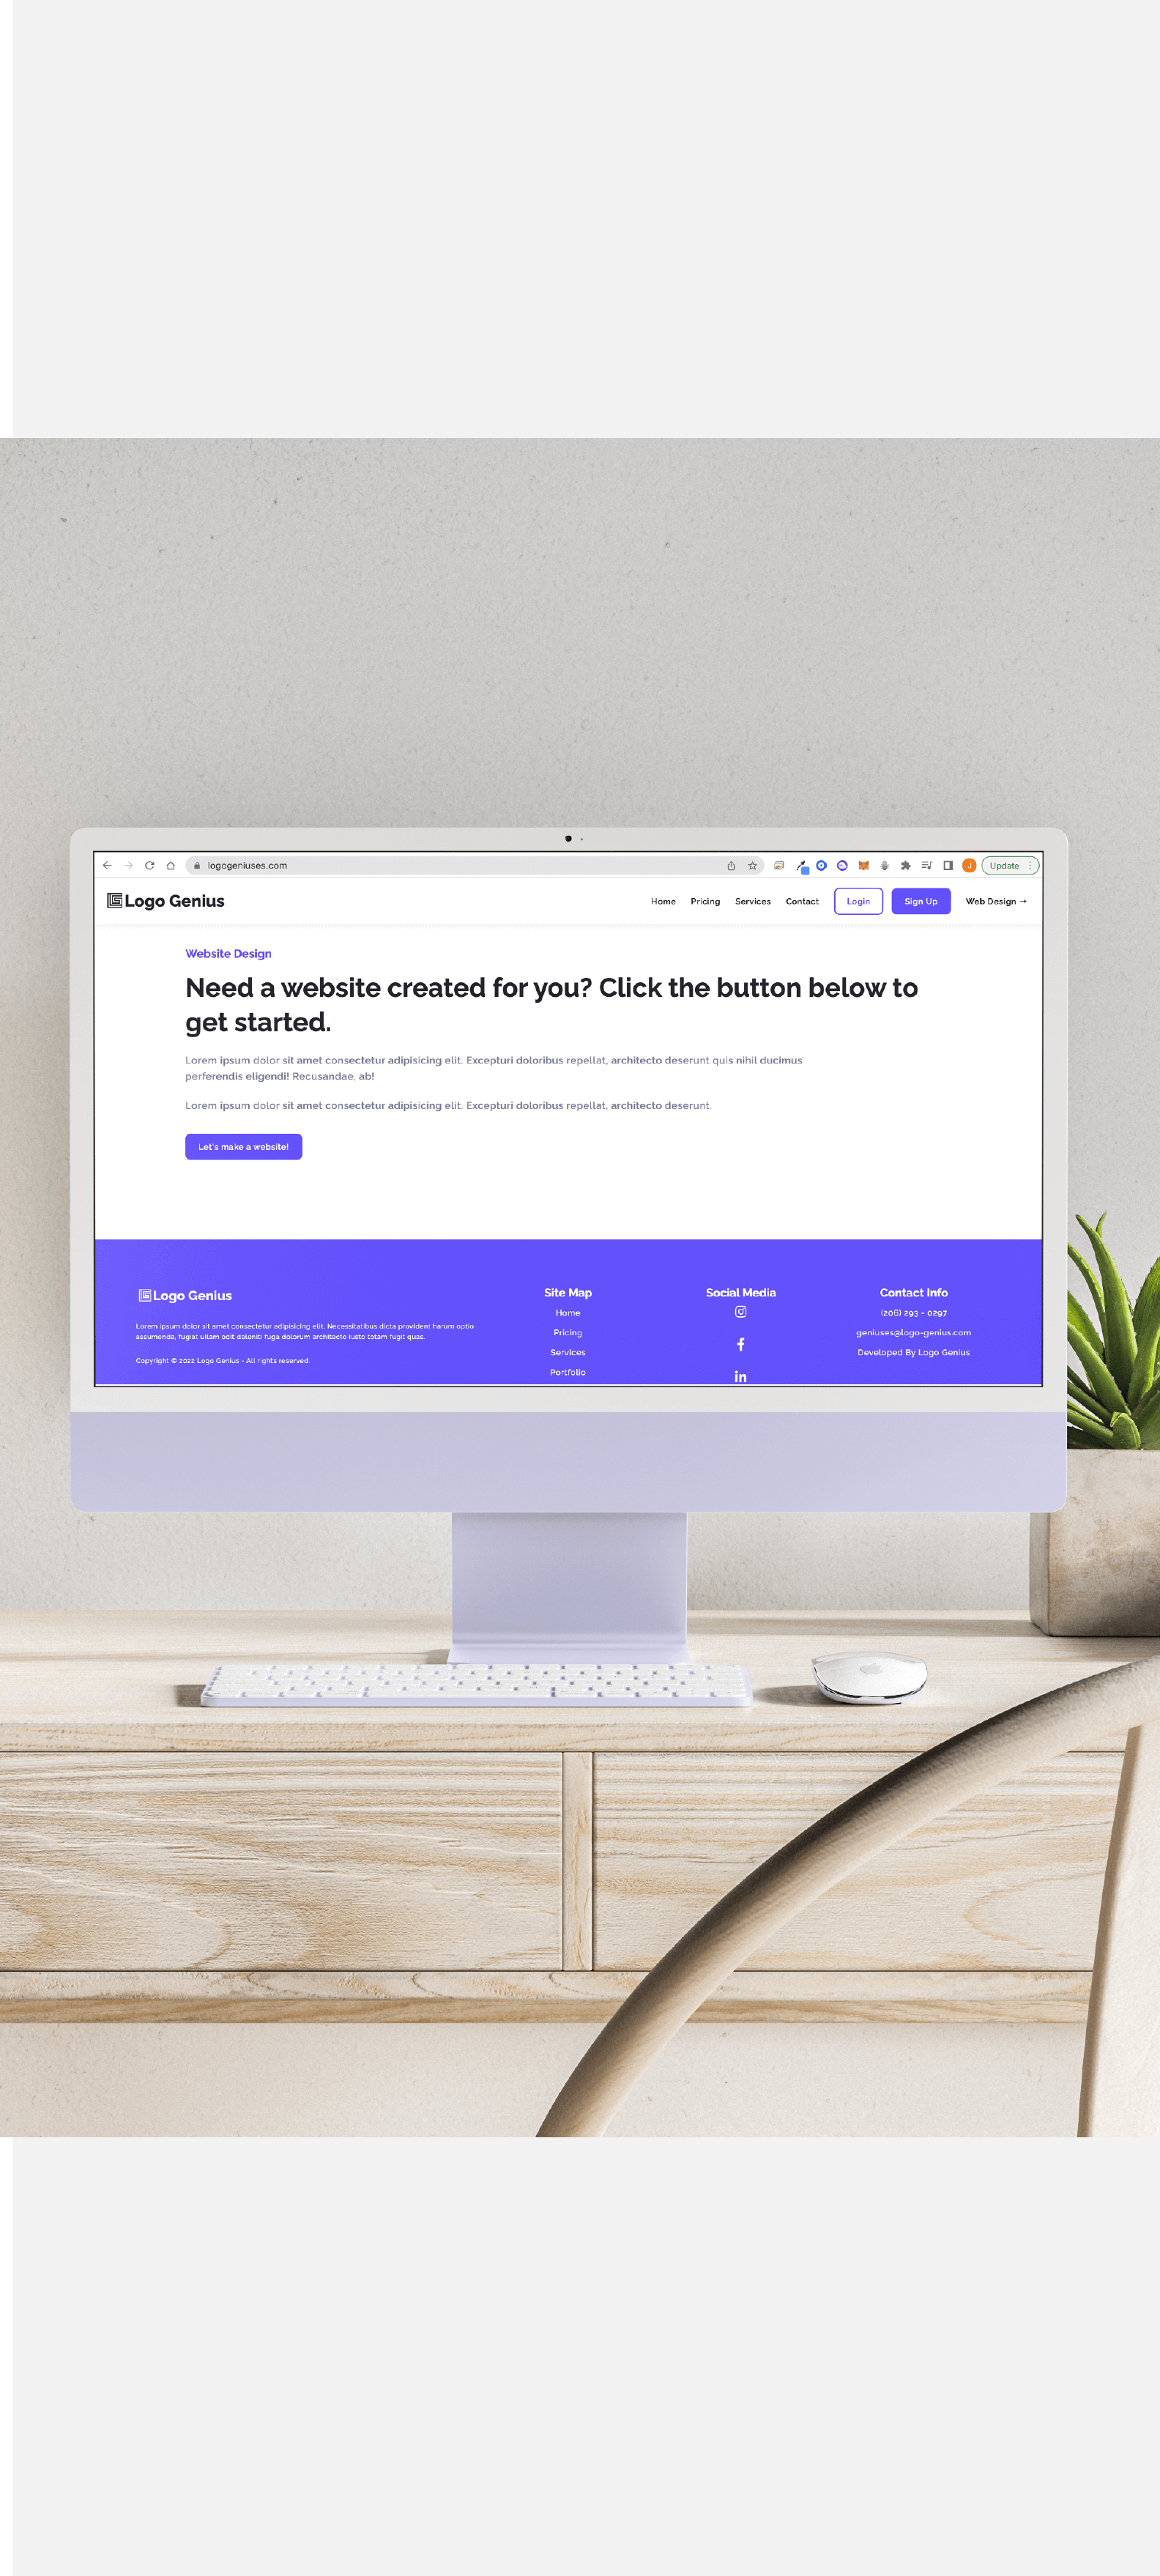 logogeniuses.com
J
Update
Logo Genius
Home Pricing Services Contact Login Sign Up Web Design →
Website Design
Need a website created for you? Click the button below to
get started.
Lorem ipsum dolor sit amet consectetur adipisicing elit. Excepturi doloribus repellat, architecto deserunt quis nihil ducimus
perferendis eligendi! Recusandae, ab!
Lorem ipsum dolor sit amet consectetur adipisicing elit. Excepturi doloribus repellat, architecto deserunt.
Let's make a website!
Logo Genius
Lorem ipsum dolor sit amet consectetur adipisicing elit. Necessitatibus dicta provident harum optio
assumenda, fugiat ullam odit deleniti fuga dolorum architecto iusto totam fugit quas.
Copyright © 2022 Logo Genius - All rights reserved.
Site Map
Home
Pricing
Services
Portfolio
Social Media
Contact Info
(206) 293 - 0297
geniuses@logo-genius.com
Developed By Logo Genius